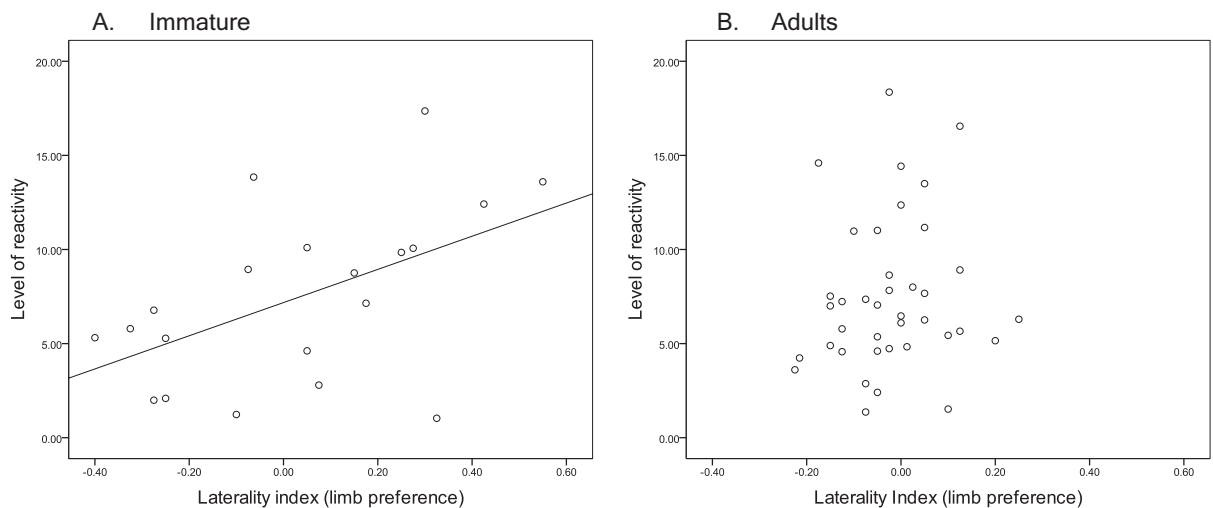 A. Immature
20.00
15.00
10.00
5.00
0.00
Level of reactivity
-0.40 -0.20 0.00 0.20 0.40 0.60
Laterality index (limb preference)
B. Adults
20.00
15.00
10.00
5.00
0.00
Level of reactivity
-0.40 -0.20 0.00 0.20 0.40 0.60
Laterality Index (limb preference)